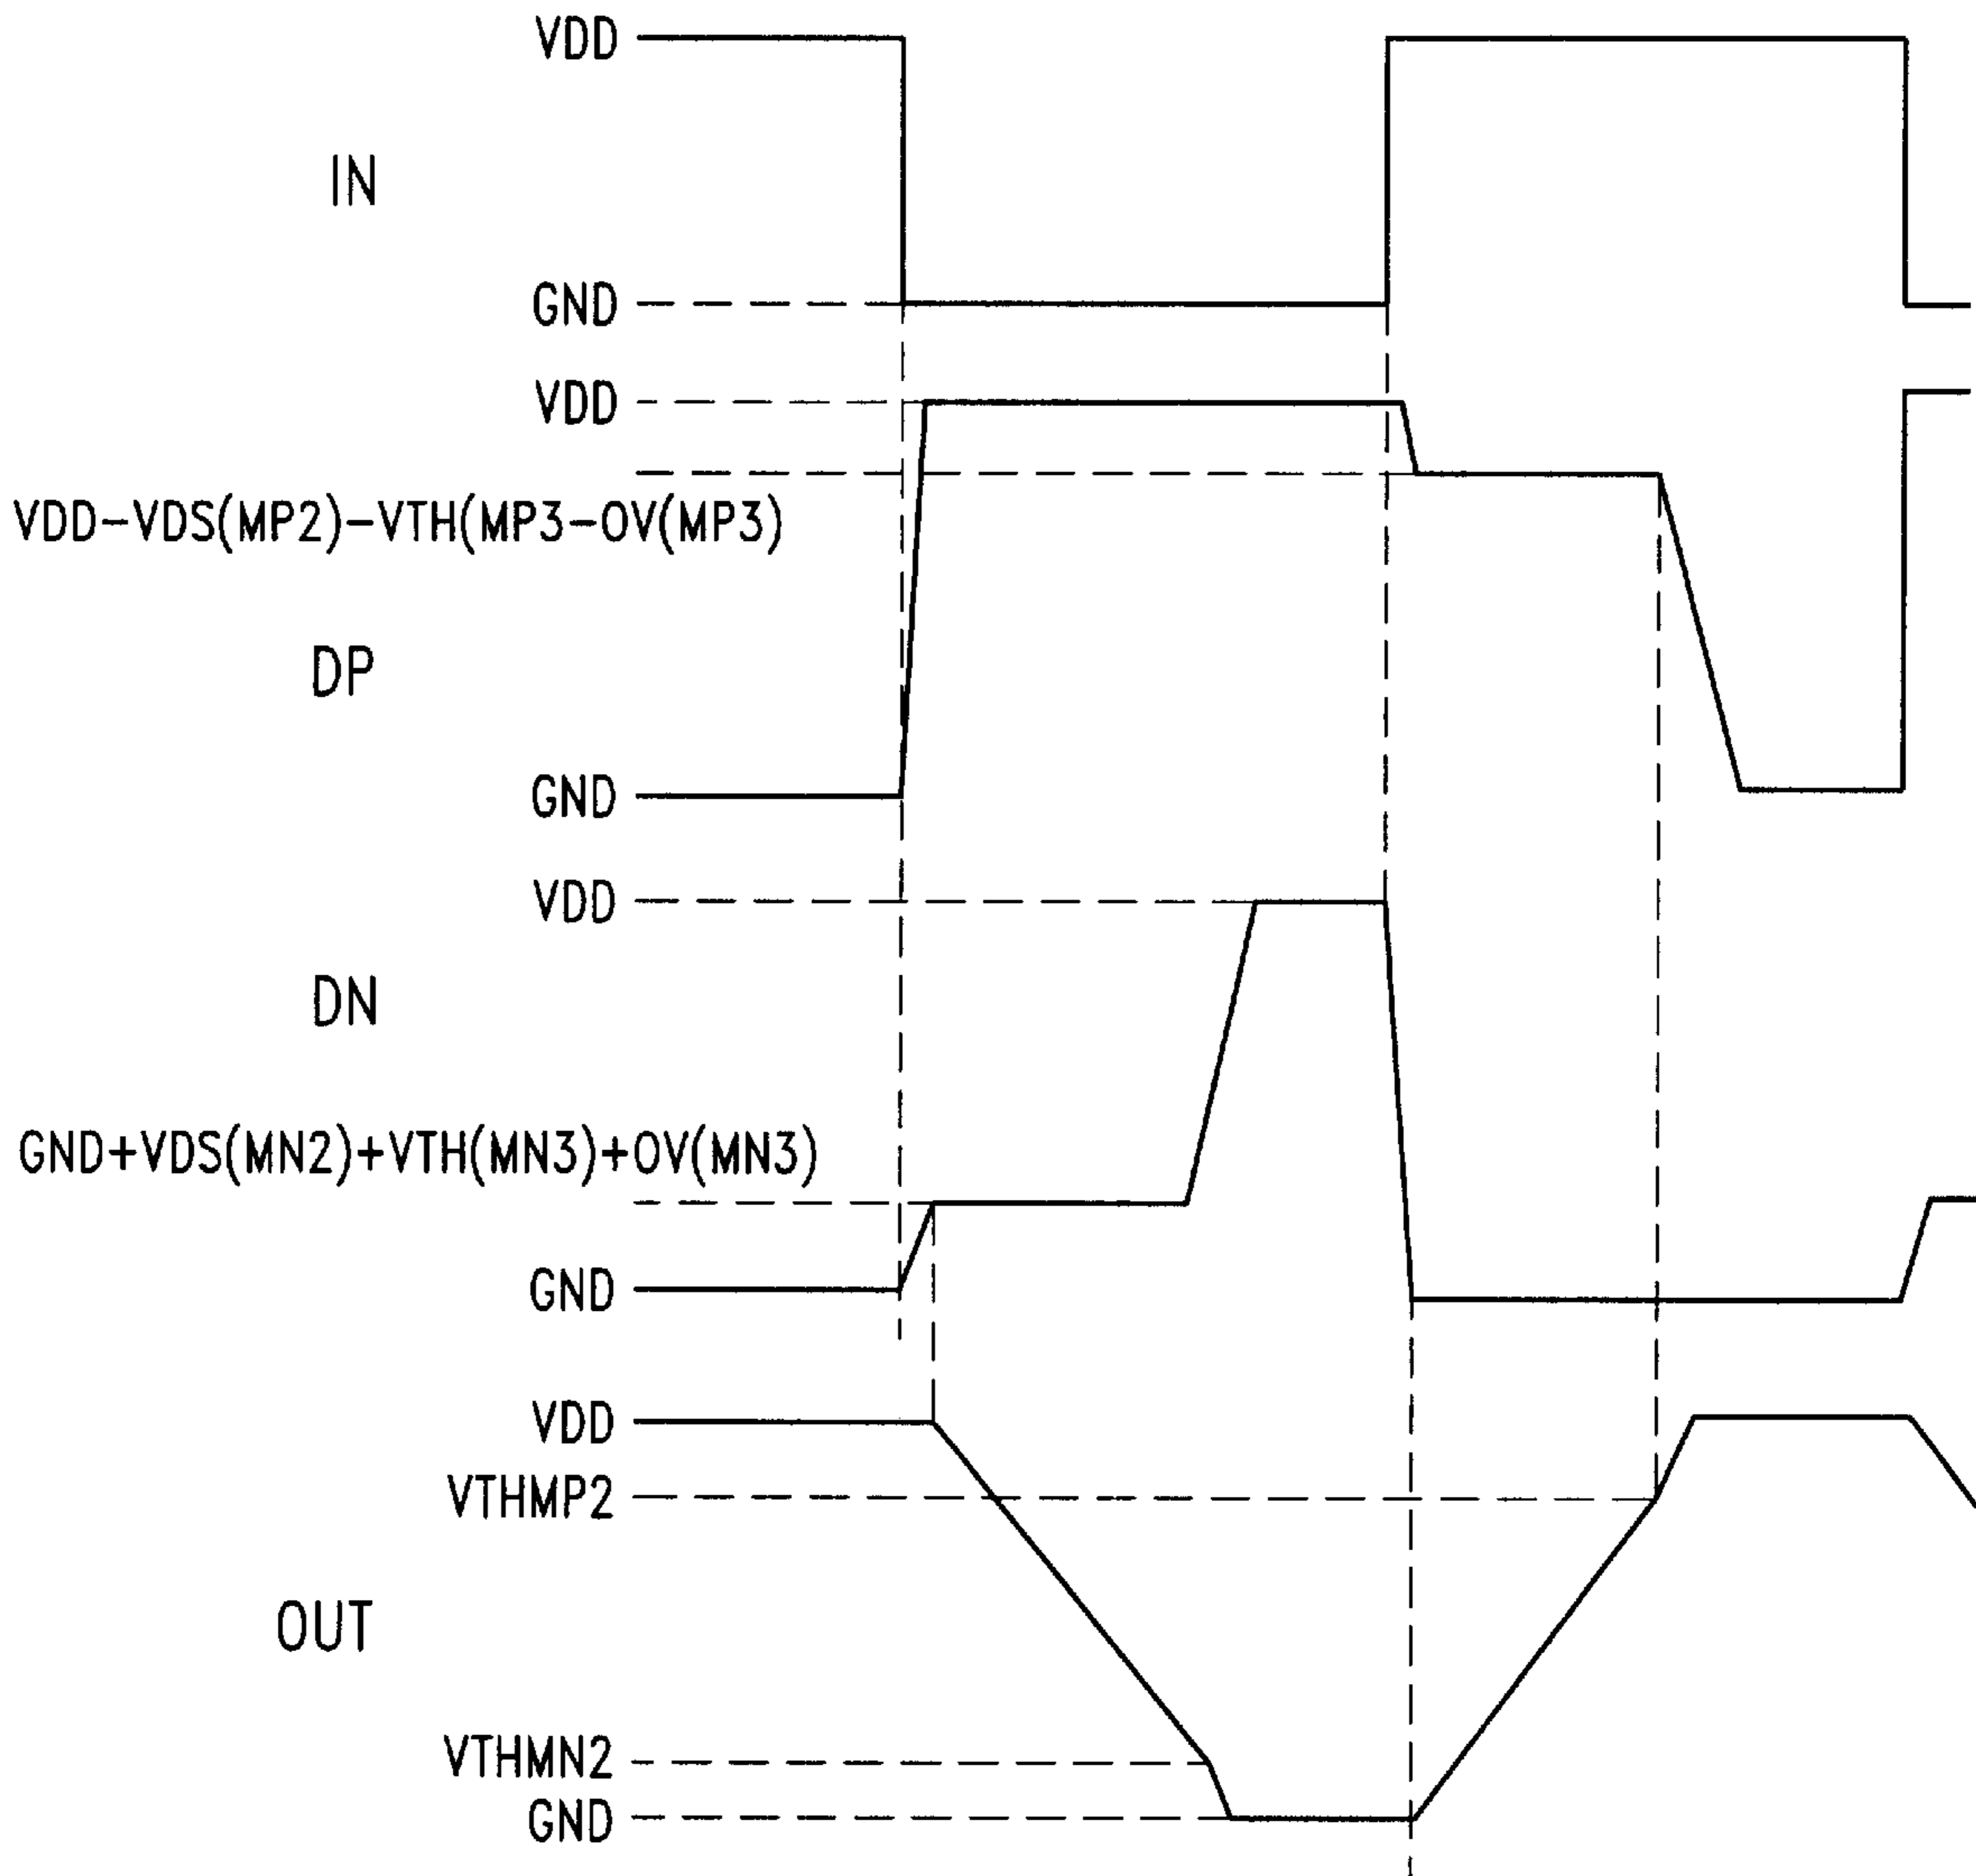 VDD
IN
GND
VDD
VDD-VDS(MP2)-VTH(MP3-OV(MP3)
DP
GND
VDD
DN
GND+VDS(MN2)+VTH(MN3)+OV(MN3)
GND
VDD
VTHMP2
OUT
VTHMN2
GND